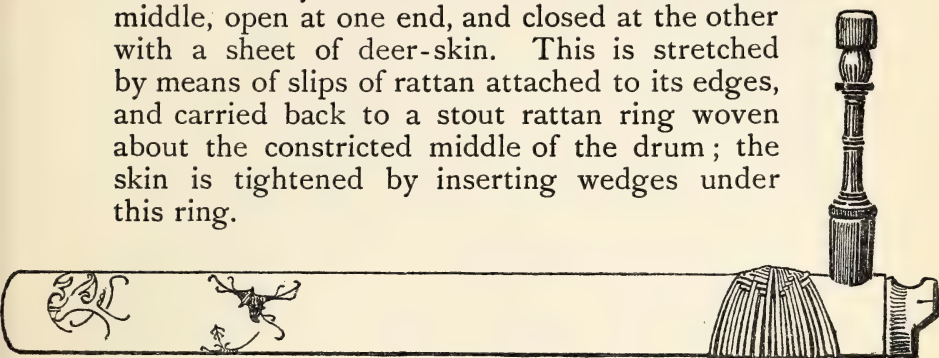 middle, open at one end, and closed at the other
with a sheet of deer-skin. This is stretched
by means of slips of rattan attached to its edges,
and carried back to a stout rattan ring woven
about the constricted middle of the drum; the
skin is tightened by inserting wedges under
this ring.